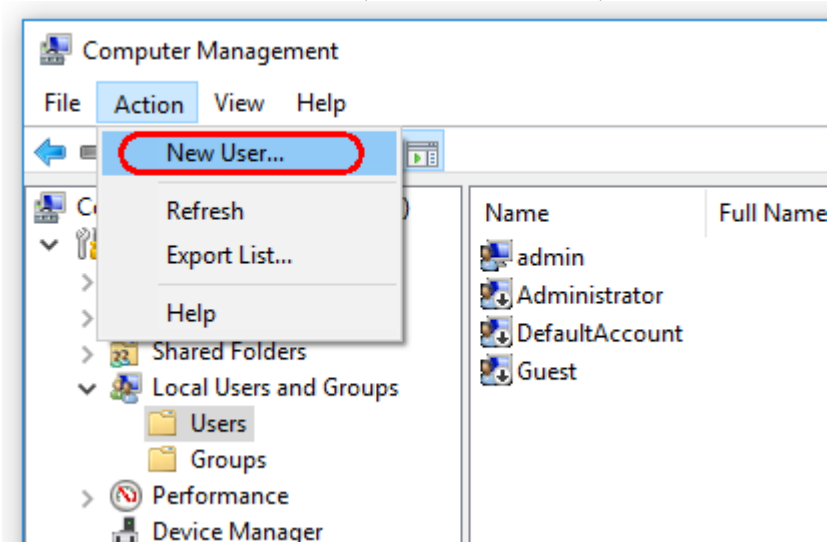 Computer Management
File Action View Help
New User...
Refresh
Export List...
Help
Shared Folders
Local Users and Groups
Users
Groups
Performance
Device Manager
Name Full Name
admin
Administrator
DefaultAccount
Guest